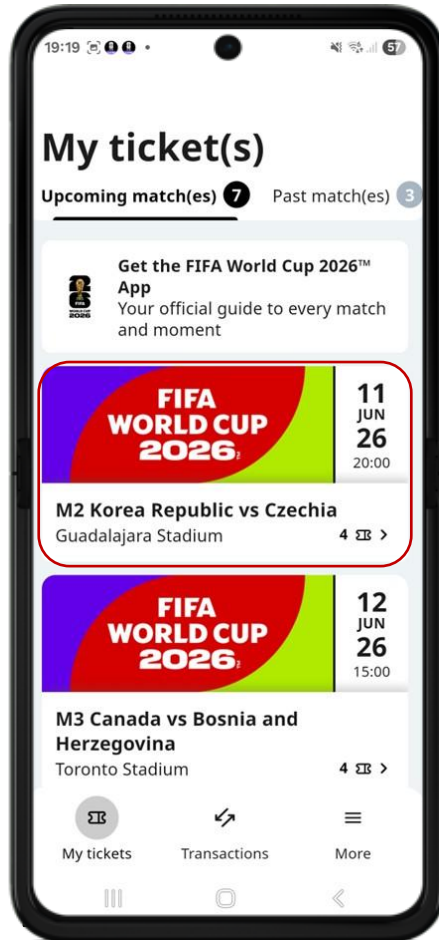 19:19
57
My ticket(s)
Upcoming match(es) 7 Past match(es) 3
Get the FIFA World Cup 2026™
App
Your official guide to every match
and moment
FIFA
WORLD CUP
2026
11
JUN
26
20:00
M2 Korea Republic vs Czechia
Guadalajara Stadium 4
FIFA
WORLD CUP
2026
12
JUN
26
15:00
M3 Canada vs Bosnia and
Herzegovina
Toronto Stadium 4
My tickets Transactions More